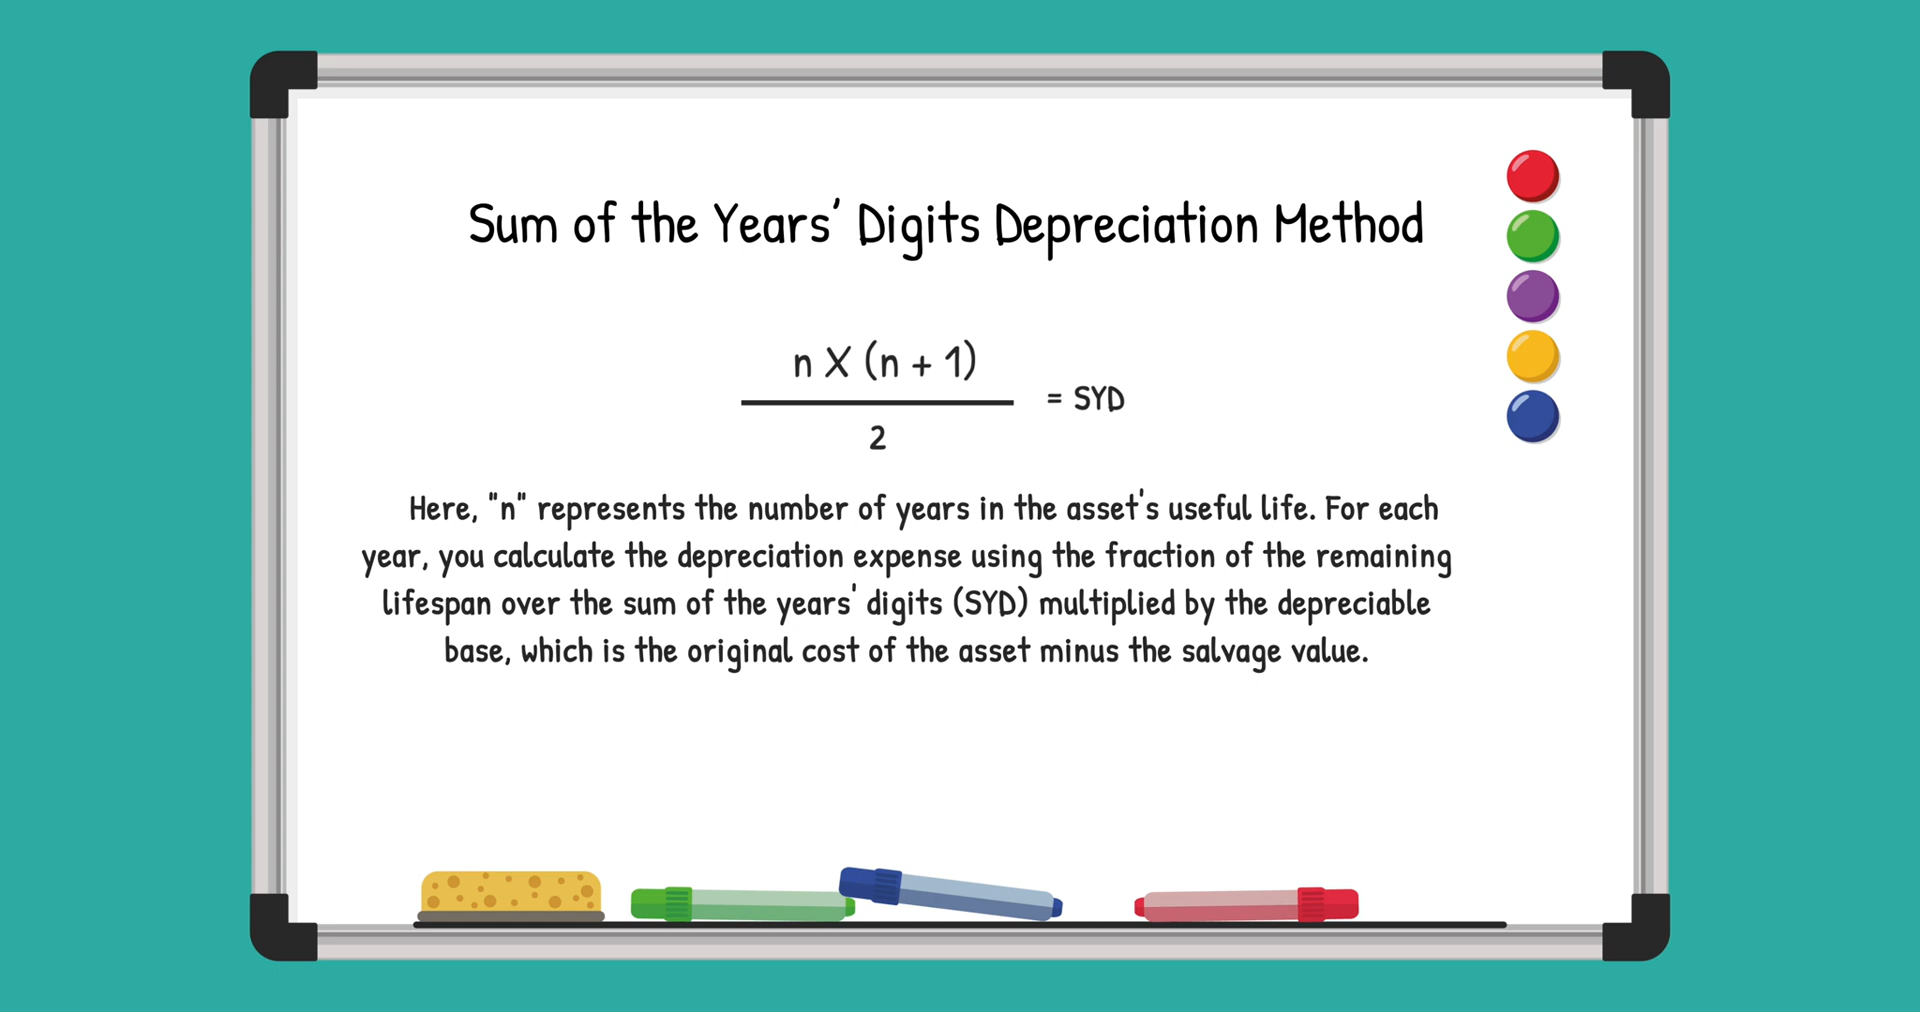 Sum of the Years’ Digits Depreciation Method
n X (n + 1)
2
= SYD
Here, "n" represents the number of years in the asset's useful life. For each
year, you calculate the depreciation expense using the fraction of the remaining
lifespan over the sum of the years' digits (SYD) multiplied by the depreciable
base, which is the original cost of the asset minus the salvage value.